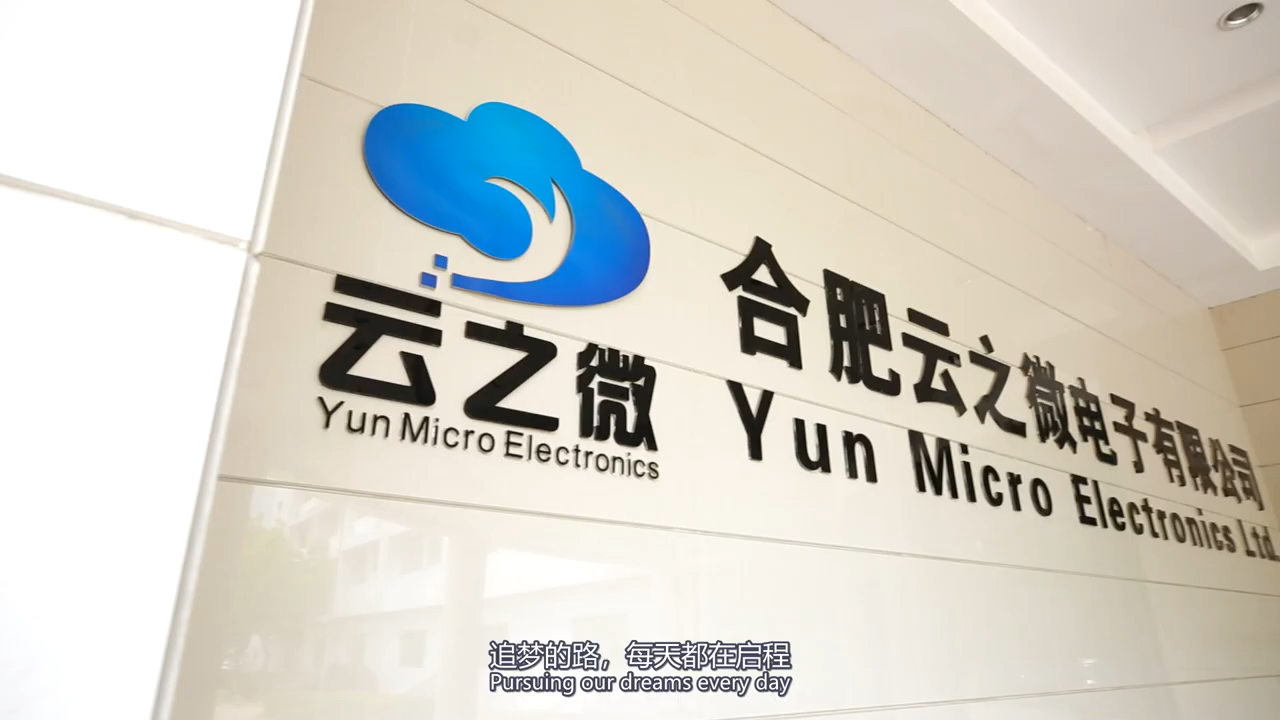 云之微
Yun Micro Electronics
合肥云之微电子有限公司
Yun Micro Electronics Ltd.
追梦的路，每天都在启程
Pursuing our dreams every day